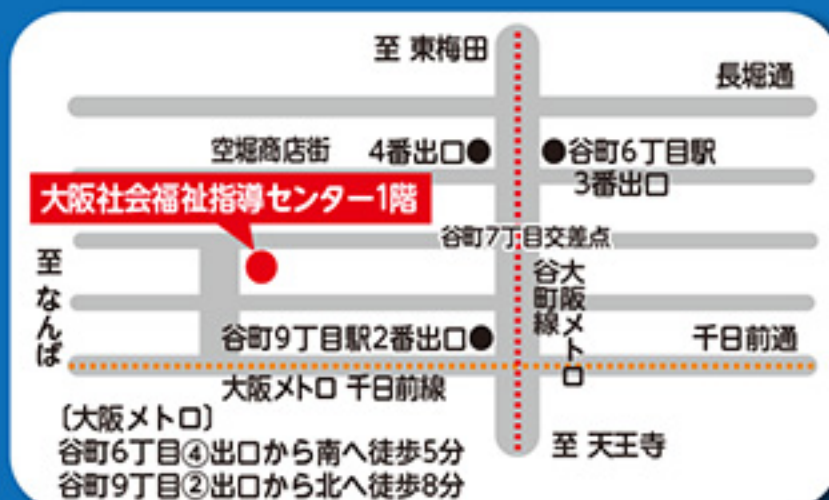 至 東梅田
長堀通
空堀商店街
4番出口●
●谷町6丁目駅
3番出口
大阪社会福祉指導センター1階
谷町7丁目交差点
至 なんば
大阪メトロ
谷町線
谷町9丁目駅2番出口●
千日前通
大阪メトロ 千日前線
〔大阪メトロ〕
谷町6丁目④出口から南へ徒歩5分
谷町9丁目②出口から北へ徒歩8分
至 天王寺